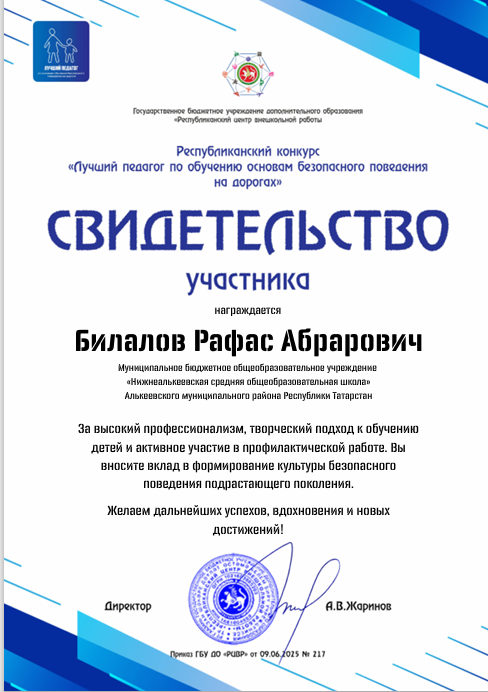 ЛУЧШИЙ ПЕДАГОГ
Государственное бюджетное учреждение дополнительного образования
«Республиканский центр внешкольной работы
Республиканский конкурс
«Лучший педагог по обучению основам безопасного поведения
на дорогах»
СВИДЕТЕЛЬСТВО
участника
награждается
Билалов Рафас Абрарович
Муниципальное бюджетное общеобразовательное учреждение
«Нижнеалькеевская средняя общеобразовательная школа»
Алькеевского муниципального района Республики Татарстан
За высокий профессионализм, творческий подход к обучению
детей и активное участие в профилактической работе. Вы
вносите вклад в формирование культуры безопасного
поведения подрастающего поколения.
Желаем дальнейших успехов, вдохновения и новых
достижений!
Директор
А.В.Жаринов
Приказ ГБУ ДО «РЦВР» от 09.06.2025 № 217